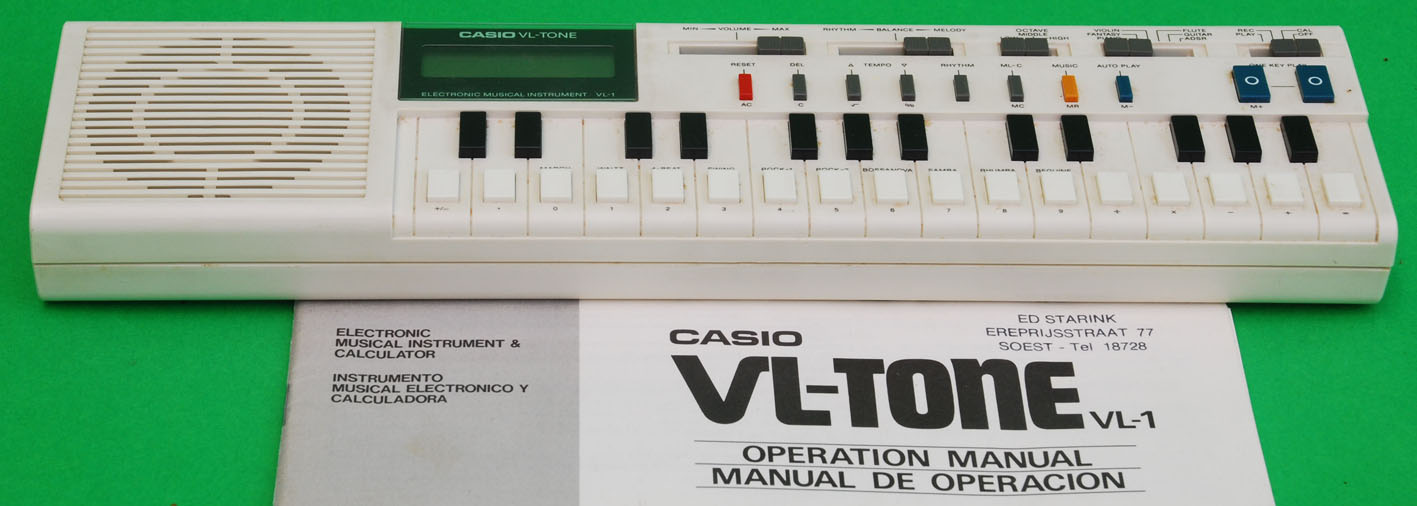 CASIO VL-TONE
ELECTRONIC MUSICAL INSTRUMENT VL-1
MIN VOLUME MAX
RHYTHM BALANCE MELODY
OCTAVE
MIDDLE
HIGH
VIOLIN
FANTASY
FLUTE
GUITAR
ADSR
REC
PLAY
CAL
OFF
RESET DEL △ TEMPO ▽ RHYTHM ML-C MUSIC AUTO PLAY ONE KEY PLAY
AC C √ % MC MR M- M+
ROCK-1 ROCK-2 BOSSANOVA SAMBA RHUMBA BEGUINE
+/- · 0 1 2 3 4 5 6 7 8 9 ÷ × − + =
ELECTRONIC
MUSICAL INSTRUMENT &
CALCULATOR
INSTRUMENTO
MUSICAL ELECTRONICO Y
CALCULADORA
ED STARINK
EREPRIJSSTRAAT 77
SOEST - Tel 18728
CASIO
VL-TONE VL-1
OPERATION MANUAL
MANUAL DE OPERACION